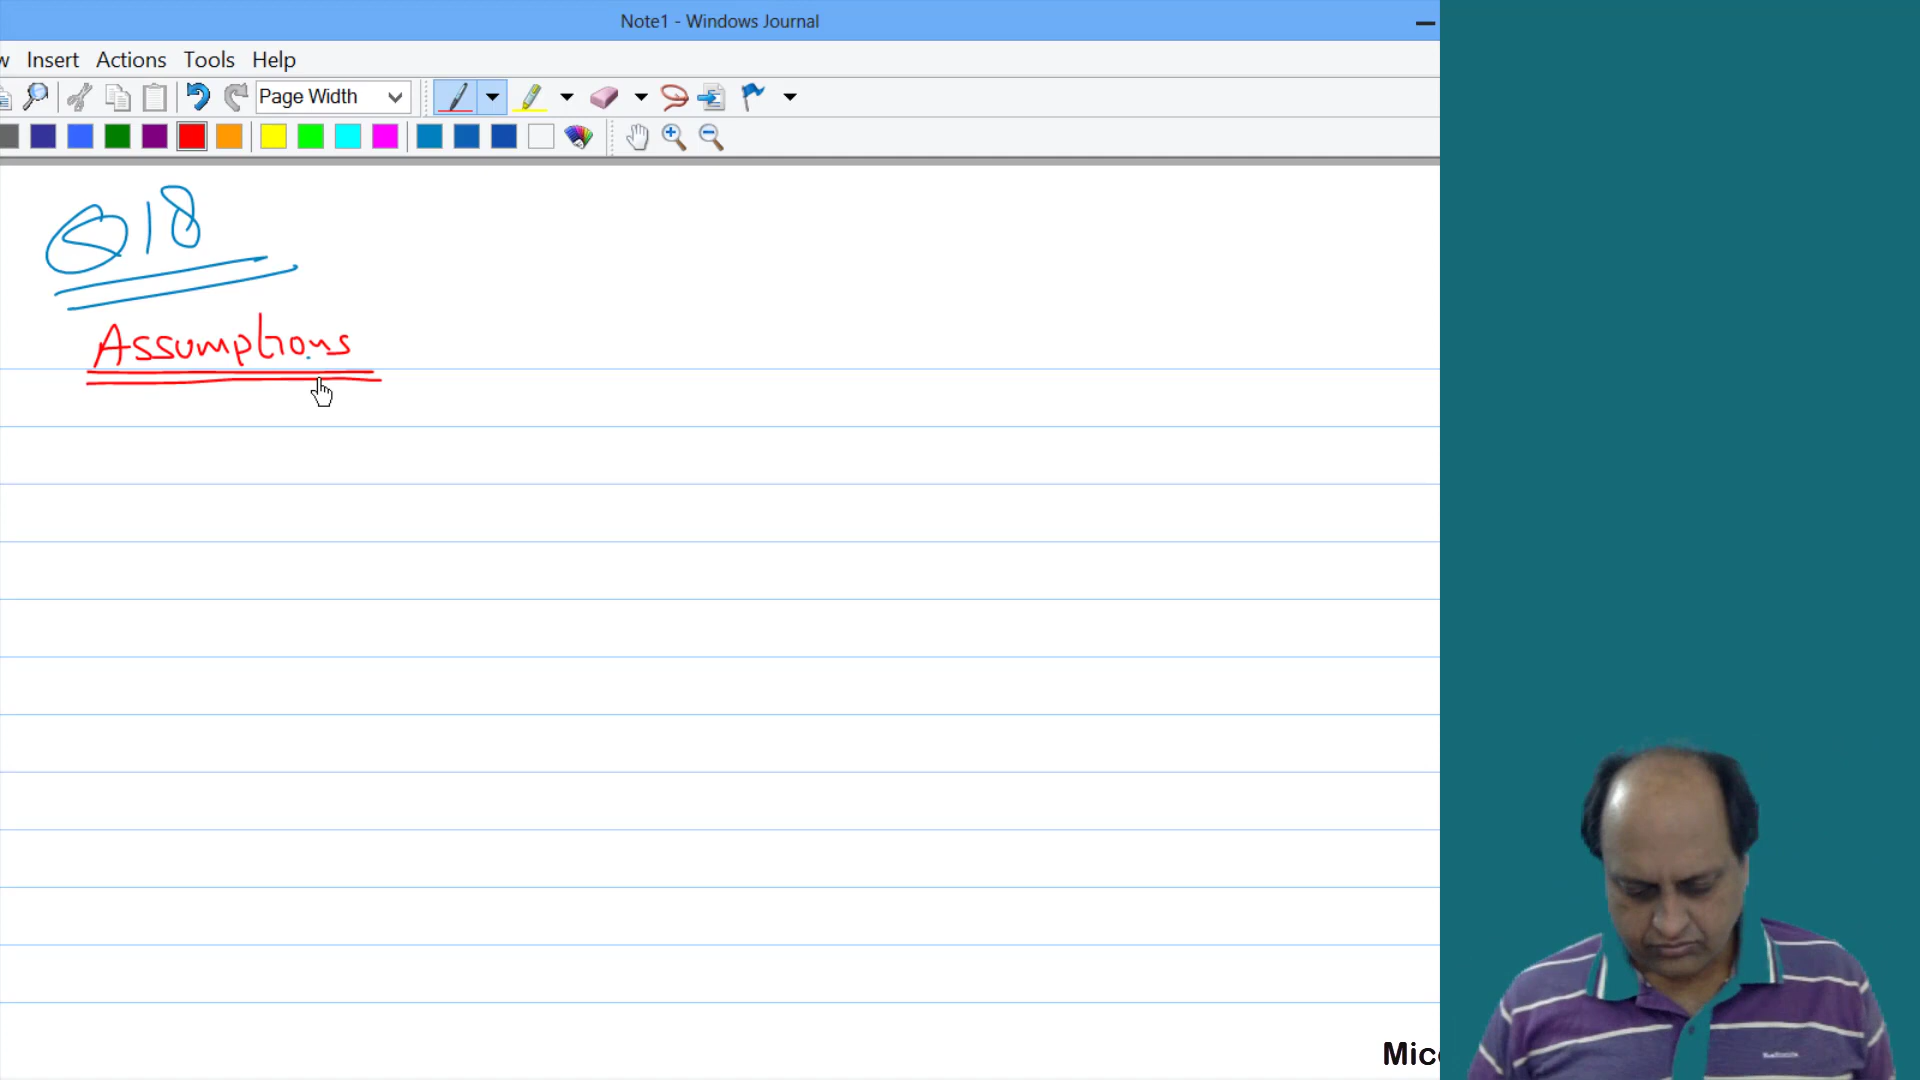 Note1 - Windows Journal
w Insert Actions Tools Help
Page Width
Q18
Assumptions
Mic